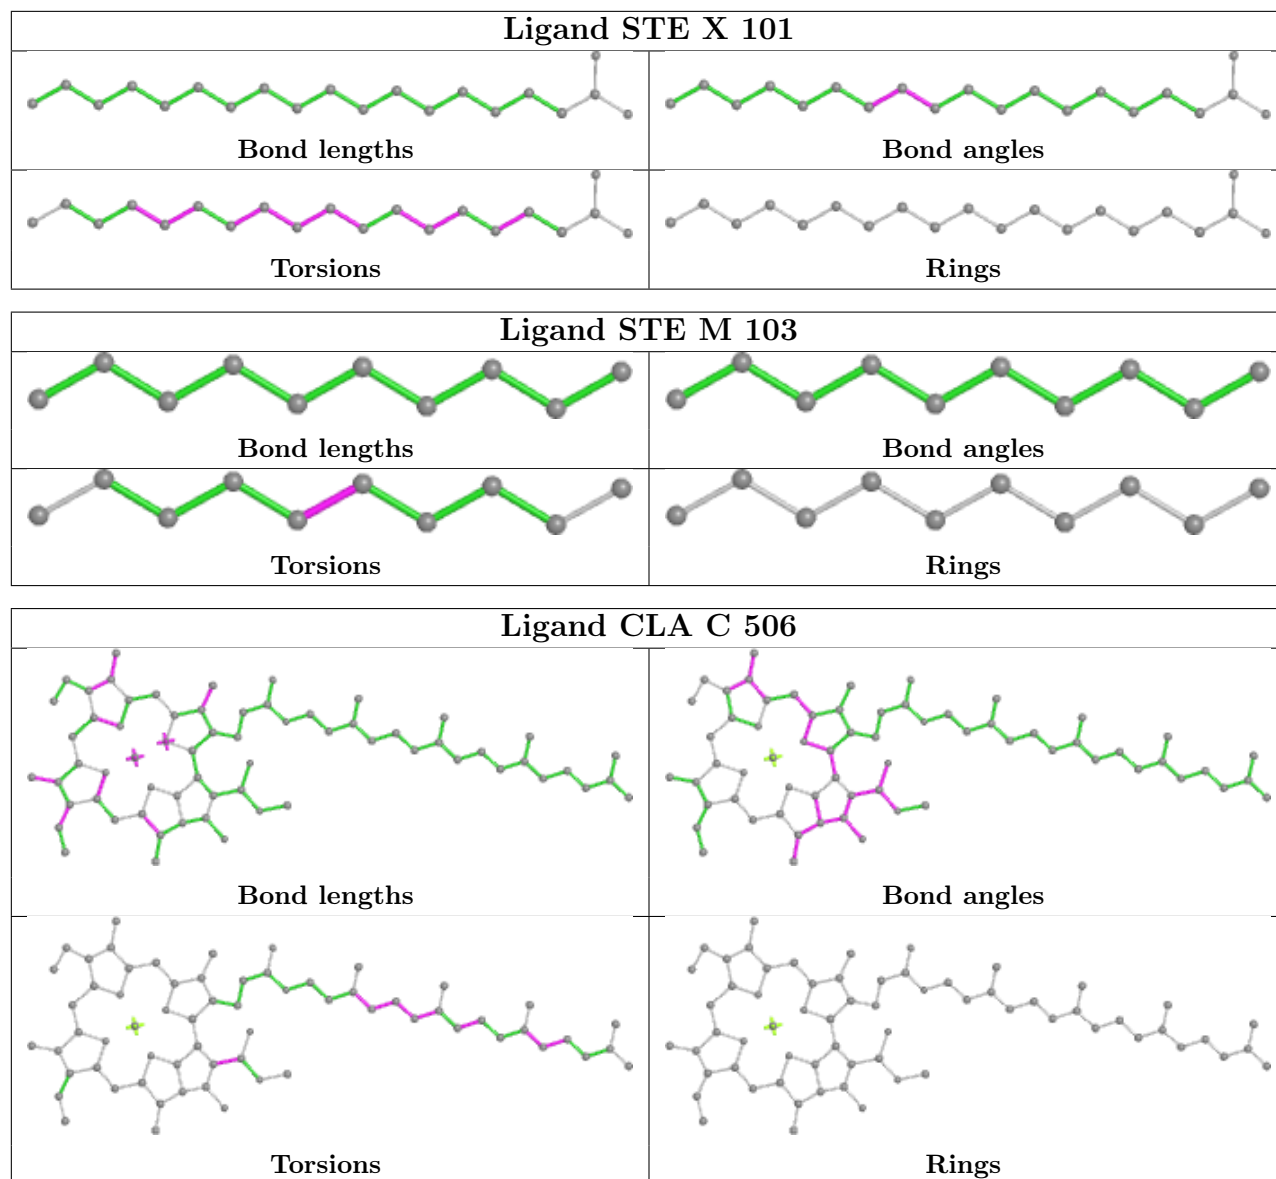 Ligand STE X 101
Bond lengths
Bond angles
Torsions
Rings
Ligand STE M 103
Bond lengths
Bond angles
Torsions
Rings
Ligand CLA C 506
Bond lengths
Bond angles
Torsions
Rings